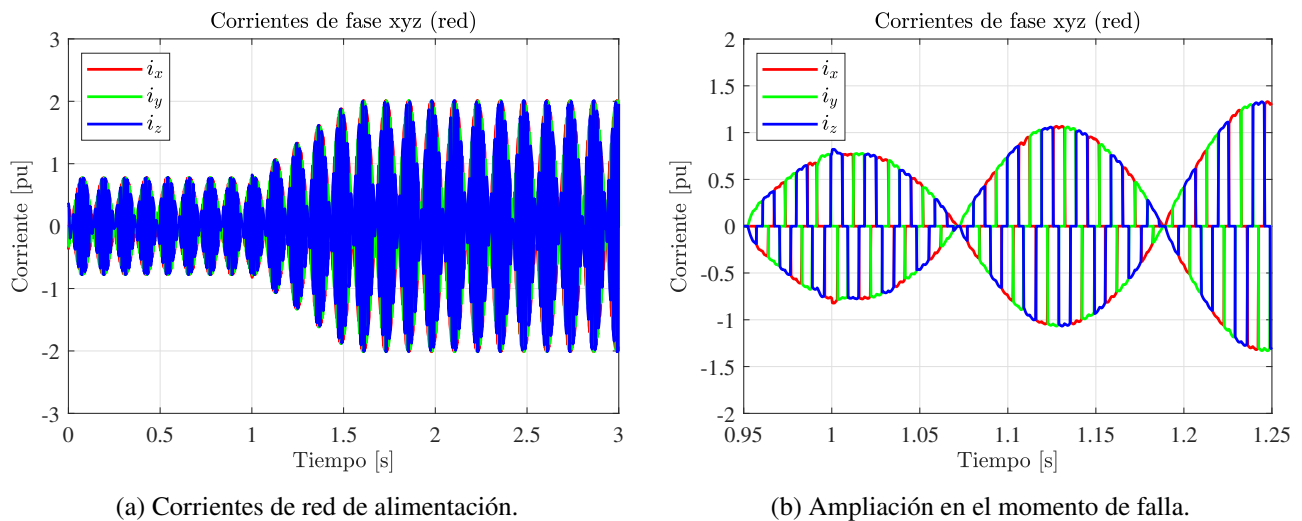 Corrientes de fase xyz (red)
3
2
1
0
-1
-2
-3
Corriente [pu]
i_x
i_y
i_z
0
0.5
1
1.5
2
2.5
3
Tiempo [s]
(a) Corrientes de red de alimentación.
Corrientes de fase xyz (red)
2
1.5
1
0.5
0
-0.5
-1
-1.5
-2
Corriente [pu]
i_x
i_y
i_z
0.95
1
1.05
1.1
1.15
1.2
1.25
Tiempo [s]
(b) Ampliación en el momento de falla.